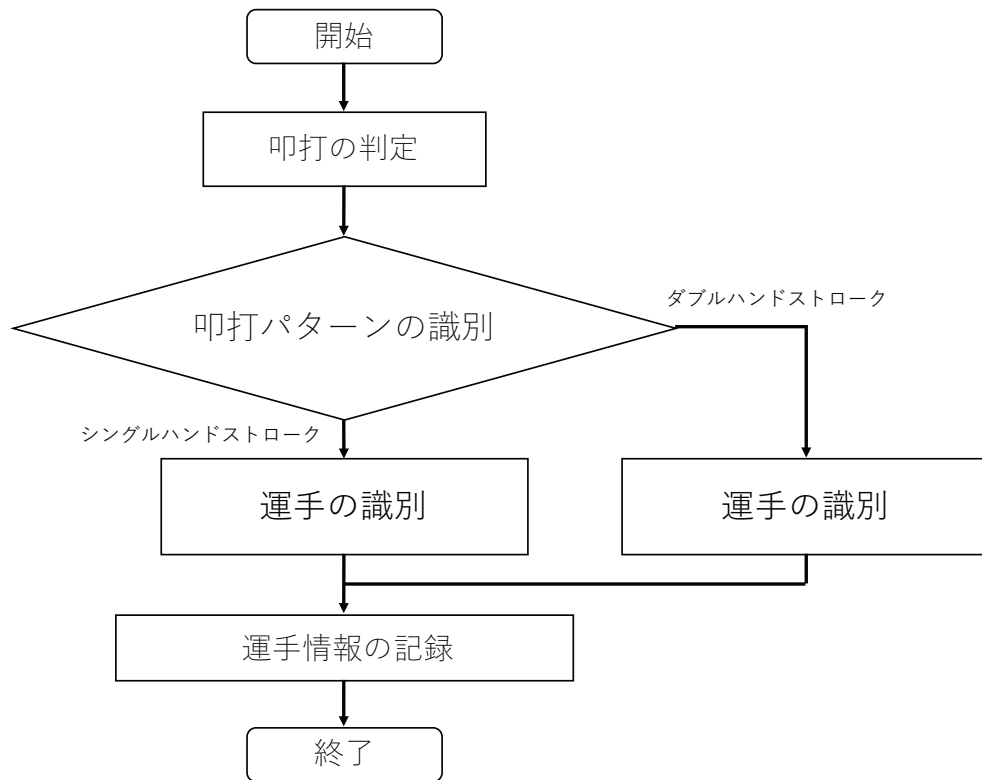 開始
叩打の判定
叩打パターンの識別
ダブルハンドストローク
シングルハンドストローク
運手の識別
運手の識別
運手情報の記録
終了